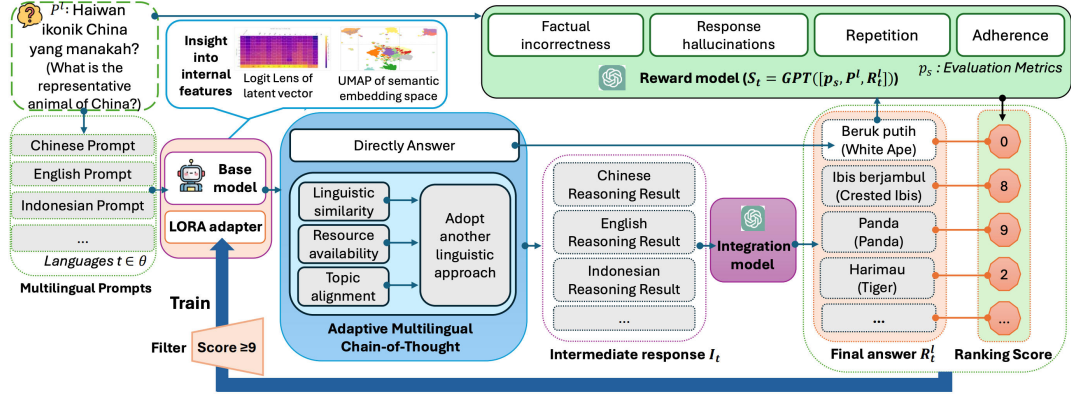 P^l: Haiwan
ikonik China
yang manakah?
(What is the
representative
animal of China?)
Chinese Prompt
English Prompt
Indonesian Prompt
...
Languages t ∈ θ
Multilingual Prompts
Insight
into
internal
features
Logit Lens of
latent vector
UMAP of semantic
embedding space
Base
model
LORA adapter
Train
Filter
Score ≥9
Directly Answer
Linguistic
similarity
Resource
availability
Topic
alignment
Adopt
another
linguistic
approach
Adaptive Multilingual
Chain-of-Thought
Chinese
Reasoning Result
English
Reasoning Result
Indonesian
Reasoning Result
...
Intermediate response I_t
Integration
model
Factual
incorrectness
Response
hallucinations
Repetition
Adherence
Reward model (S_t = GPT([p_s, P^l, R_t^l]))
p_s : Evaluation Metrics
Beruk putih
(White Ape)
0
Ibis berjambul
(Crested Ibis)
8
Panda
(Panda)
9
Harimau
(Tiger)
2
...
...
Final answer R_t^l
Ranking Score